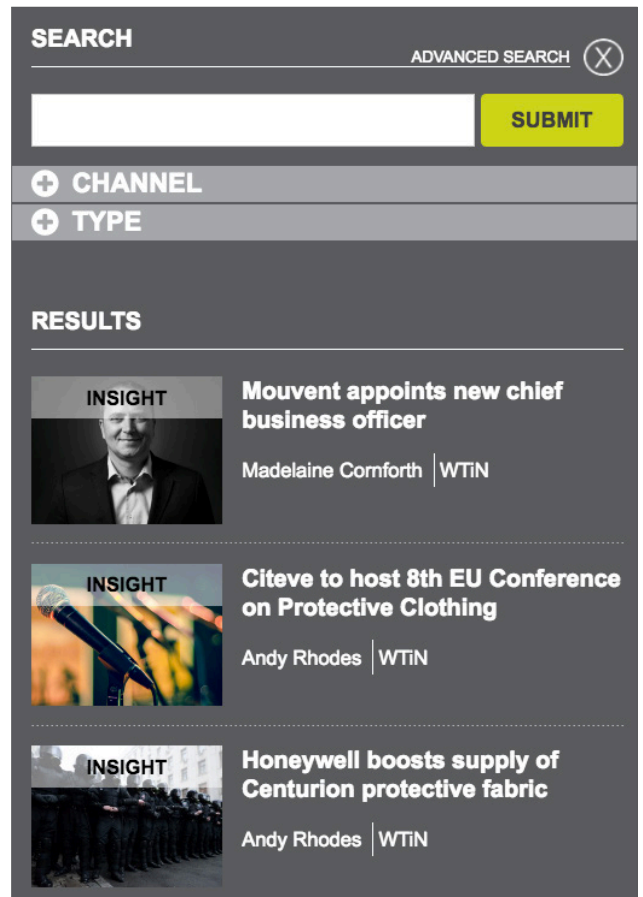 SEARCH
ADVANCED SEARCH X
SUBMIT
CHANNEL
TYPE
RESULTS
INSIGHT
Mouvent appoints new chief
business officer
Madelaine Cornforth | WTiN
INSIGHT
Citeve to host 8th EU Conference
on Protective Clothing
Andy Rhodes | WTiN
INSIGHT
Honeywell boosts supply of
Centurion protective fabric
Andy Rhodes | WTiN